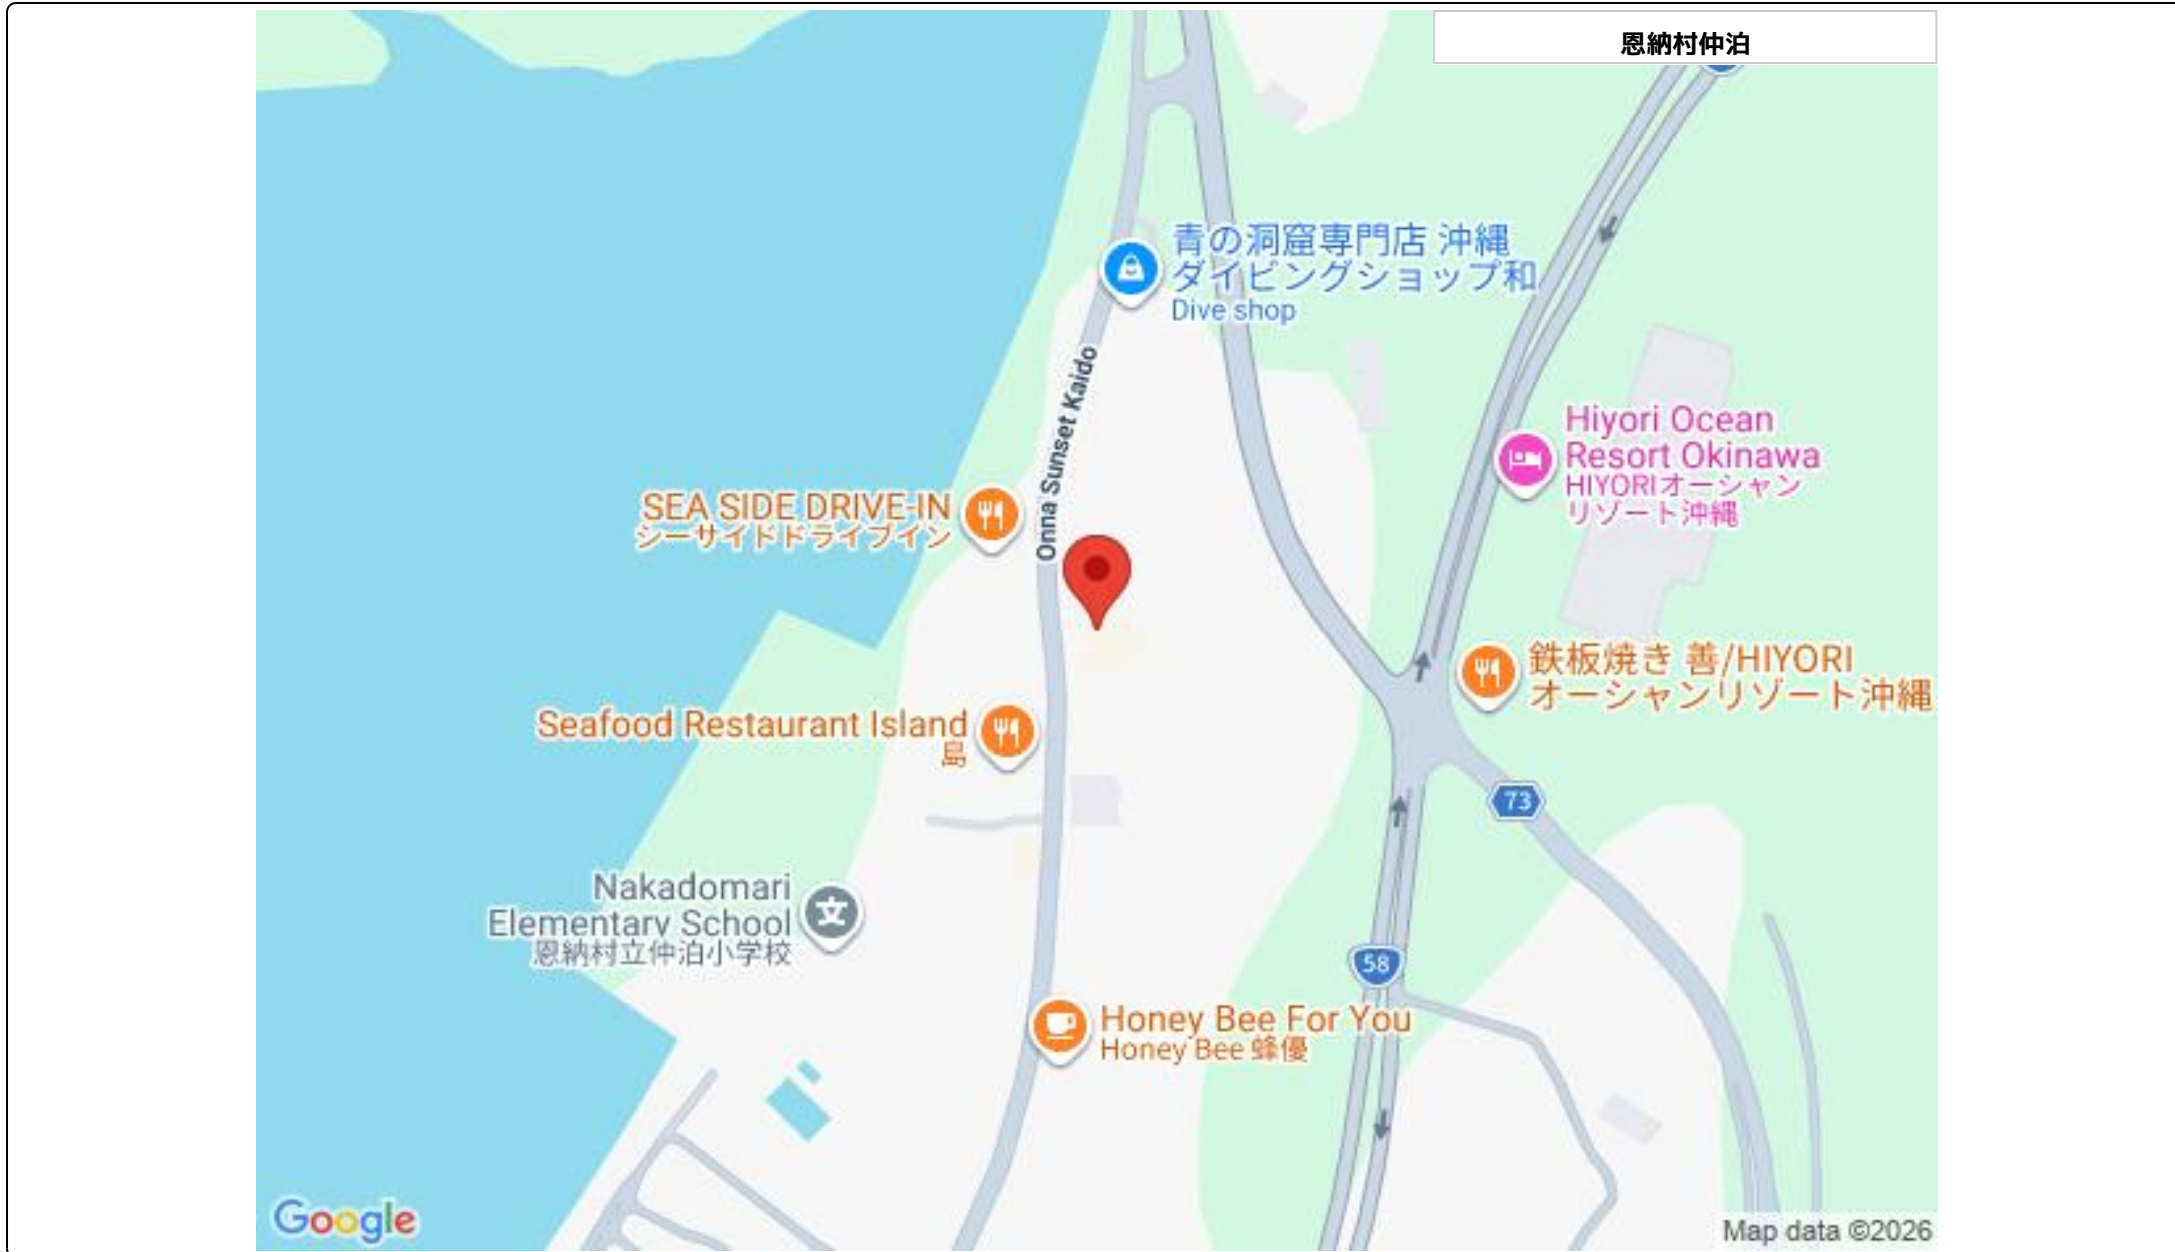 恩納村仲泊
青の洞窟専門店 沖縄
ダイビングショップ和
Dive shop
Onna Sunset Kaido
Hiyori Ocean
Resort Okinawa
HIYORIオーシャン
リゾート沖縄
SEA SIDE DRIVE-IN
シーサイドドライブイン
鉄板焼き 善/HIYORI
オーシャンリゾート沖縄
Seafood Restaurant Island
島
73
Nakadomari
Elementary School
恩納村立仲泊小学校
58
Honey Bee For You
Honey Bee 蜂優
Google
Map data ©2026